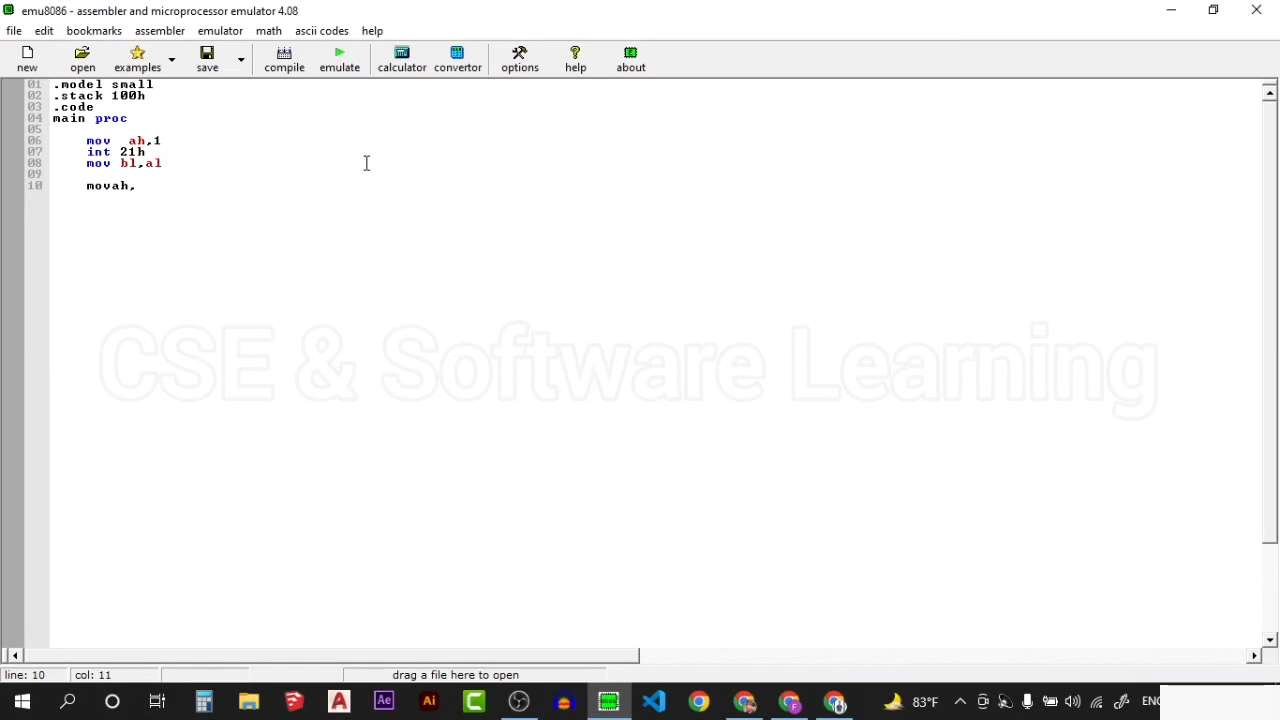 emu8086 - assembler and microprocessor emulator 4.08
file edit bookmarks assembler emulator math ascii codes help
new open examples save compile emulate calculator convertor options help about
01 .model small
02 .stack 100h
03 .code
04 main proc
05
06 mov  ah,1
07 int 21h
08 mov bl,al
09
10 movah,
CSE & Software Learning
line: 10 col: 11 drag a file here to open
A Ae Ai C F 83°F ENG